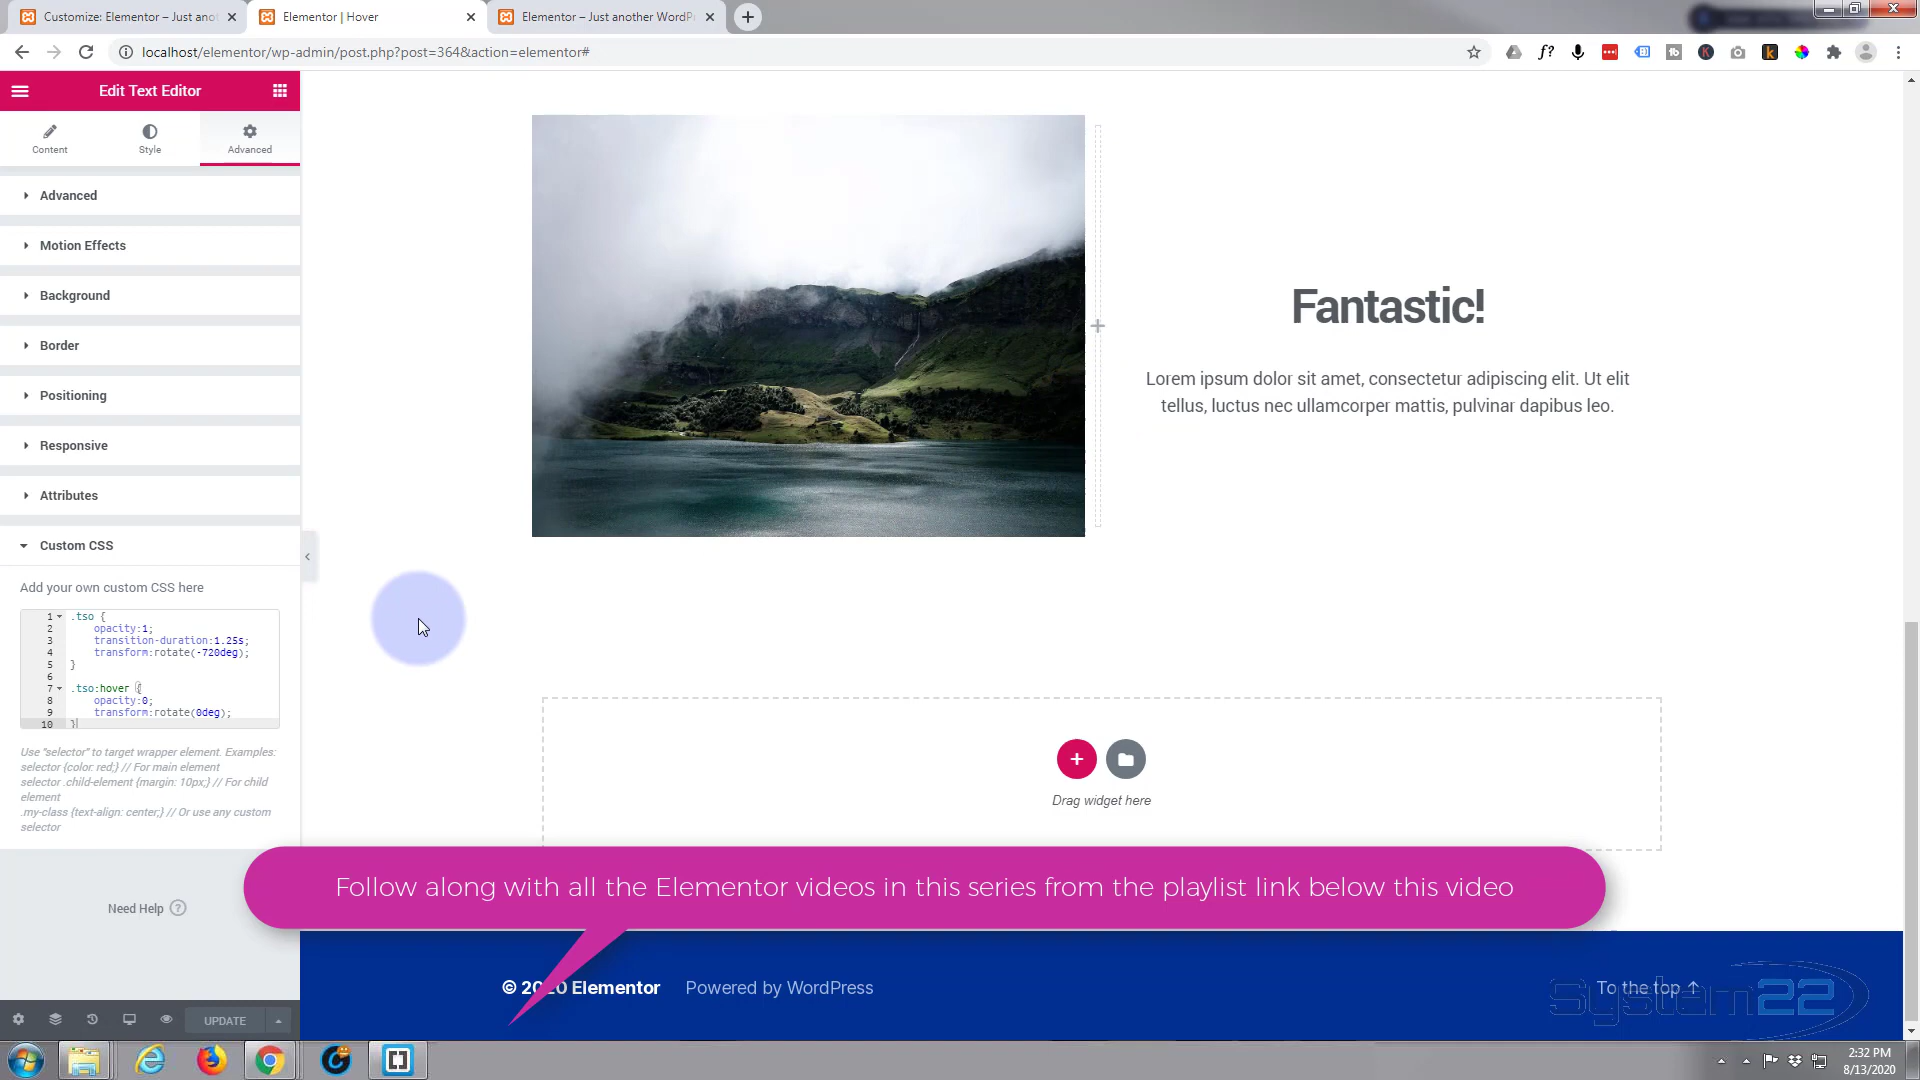 Customize: Elementor – Just anot
Elementor | Hover
Elementor – Just another WordP
localhost/elementor/wp-admin/post.php?post=364&action=elementor#
Edit Text Editor
Content
Style
Advanced
Advanced
Motion Effects
Background
Border
Positioning
Responsive
Attributes
Custom CSS
Add your own custom CSS here
1 .tso {
2 opacity:1;
3 transition-duration:1.25s;
4 transform:rotate(-720deg);
5 }
6
7 .tso:hover {
8 opacity:0;
9 transform:rotate(0deg);
10 }
Use "selector" to target wrapper element. Examples:
selector {color: red;} // For main element
selector .child-element {margin: 10px;} // For child
element
.my-class {text-align: center;} // Or use any custom
selector
Need Help ?
UPDATE
Fantastic!
Lorem ipsum dolor sit amet, consectetur adipiscing elit. Ut elit
tellus, luctus nec ullamcorper mattis, pulvinar dapibus leo.
Drag widget here
Follow along with all the Elementor videos in this series from the playlist link below this video
© 2020 Elementor
Powered by WordPress
To the top ↑
System22
2:32 PM
8/13/2020